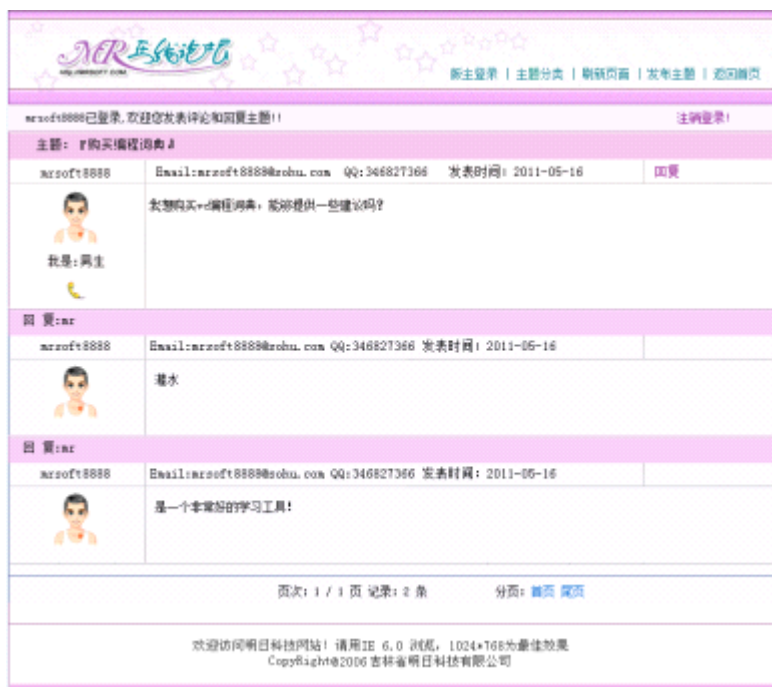 MR在线论坛
版主登录 | 主题分类 | 刷新页面 | 发布主题 | 返回首页
mrsoft8888已登录,欢迎您发表评论和回复主题!!
注销登录!
主题: 『购买编程词典』
mrsoft8888 Email:mrsoft8888@sohu.com QQ:346827366 发表时间: 2011-05-16 回复
我想购买vc编程词典,能够提供一些建议吗?
我是:男生
回 复:mr
mrsoft8888 Email:mrsoft8888@sohu.com QQ:346827366 发表时间: 2011-05-16
灌水
回 复:mr
mrsoft8888 Email:mrsoft8888@sohu.com QQ:346827366 发表时间: 2011-05-16
是一个非常好的学习工具!
页次: 1 / 1 页 记录: 2 条 分页: 首页 尾页
欢迎访问明日科技网站! 请用IE 6.0 浏览, 1024*768为最佳效果
CopyRight@2006 吉林省明日科技有限公司